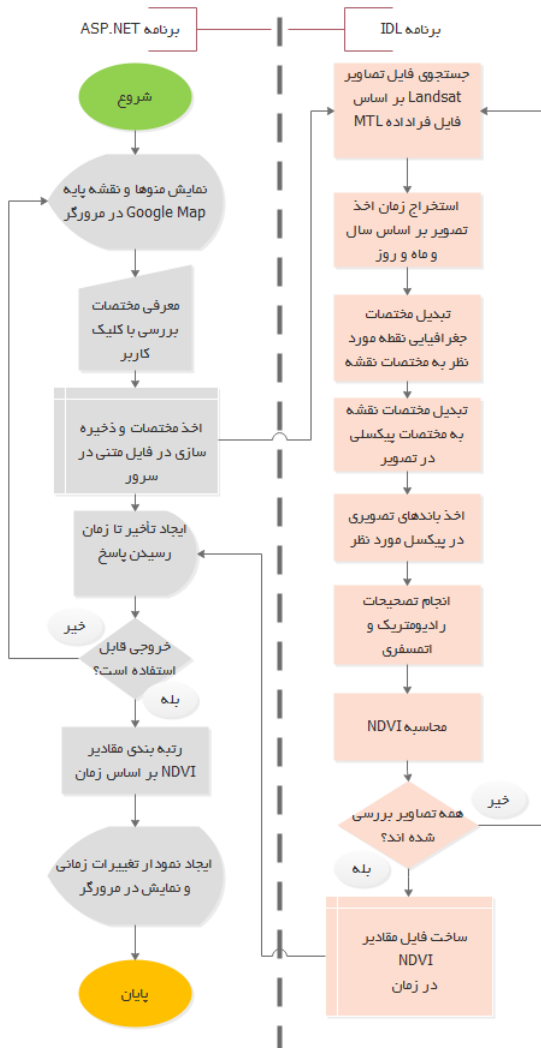 برنامه ASP.NET
برنامه IDL
شروع
نمایش منوها و نقشه پایه
Google Map در مرورگر
معرفی مختصات
بررسی با کلیک
کاربر
اخذ مختصات و ذخیره
سازی در فایل متنی در
سرور
ایجاد تأخیر تا زمان
رسیدن پاسخ
خیر
خروجی قابل
استفاده است؟
بله
رتبه بندی مقادیر
NDVI بر اساس زمان
ایجاد نمودار تغییرات زمانی
و نمایش در مرورگر
پایان
جستجوی فایل تصاویر
Landsat بر اساس
فایل فراداده MTL
استخراج زمان اخذ
تصویر بر اساس سال
و ماه و روز
تبدیل مختصات
جغرافیایی نقطه مورد
نظر به مختصات نقشه
تبدیل مختصات نقشه
به مختصات پیکسلی
در تصویر
اخذ باندهای تصویری
در پیکسل مورد نظر
انجام تصحیحات
رادیومتریک و
اتمسفری
محاسبه NDVI
همه تصاویر بررسی
شده اند؟
خیر
بله
ساخت فایل مقادیر
NDVI
در زمان